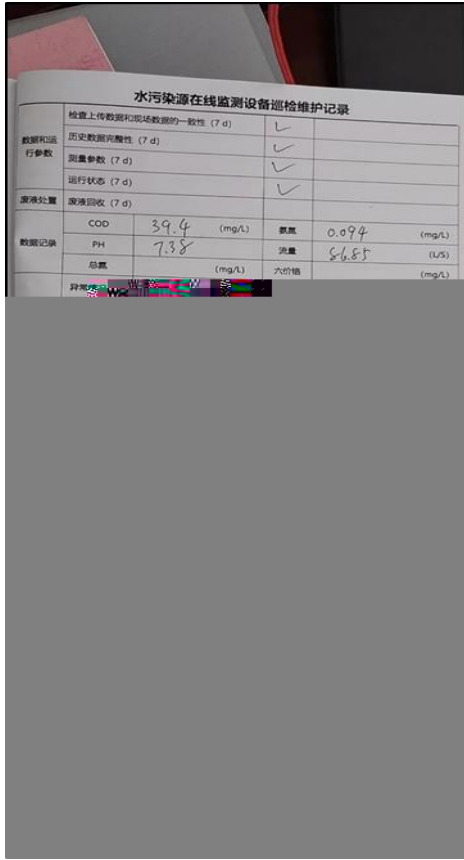 水污染源在线监测设备巡检维护记录
数据和运行参数
检查上传数据和现场数据的一致性 (7 d) ✓
历史数据完整性 (7 d) ✓
测量参数 (7 d) ✓
运行状态 (7 d) ✓
废液处置 废液回收 (7 d)
数据记录
COD 39.4 (mg/L) 氨氮 0.094 (mg/L)
PH 7.38 流量 86.85 (L/S)
总氮 (mg/L) 六价铬 (mg/L)
异常